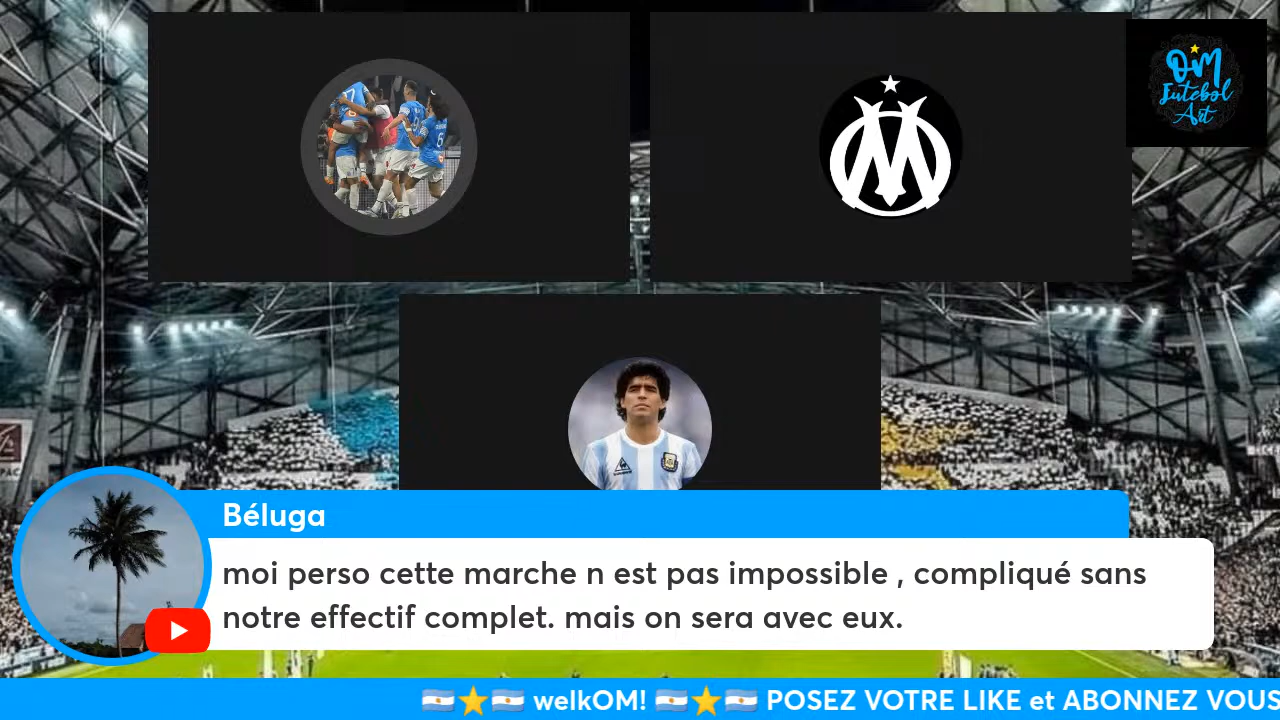 OM
Futebol
Art
Béluga
moi perso cette marche n est pas impossible , compliqué sans
notre effectif complet. mais on sera avec eux.
🇦🇷⭐🇦🇷 welkOM! 🇦🇷⭐🇦🇷 POSEZ VOTRE LIKE et ABONNEZ VOUS